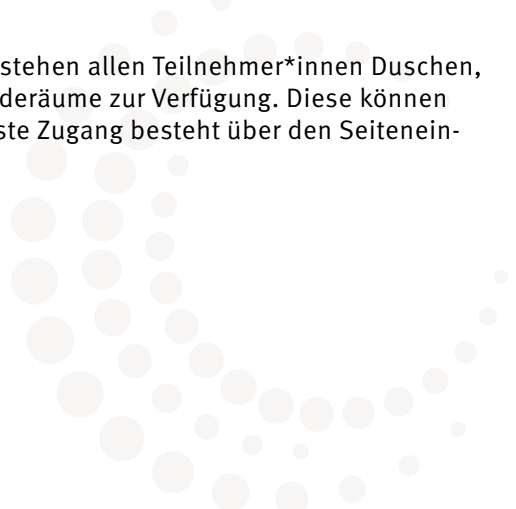 stehen allen Teilnehmer*innen Duschen,
deräume zur Verfügung. Diese können
ste Zugang besteht über den Seitenein-